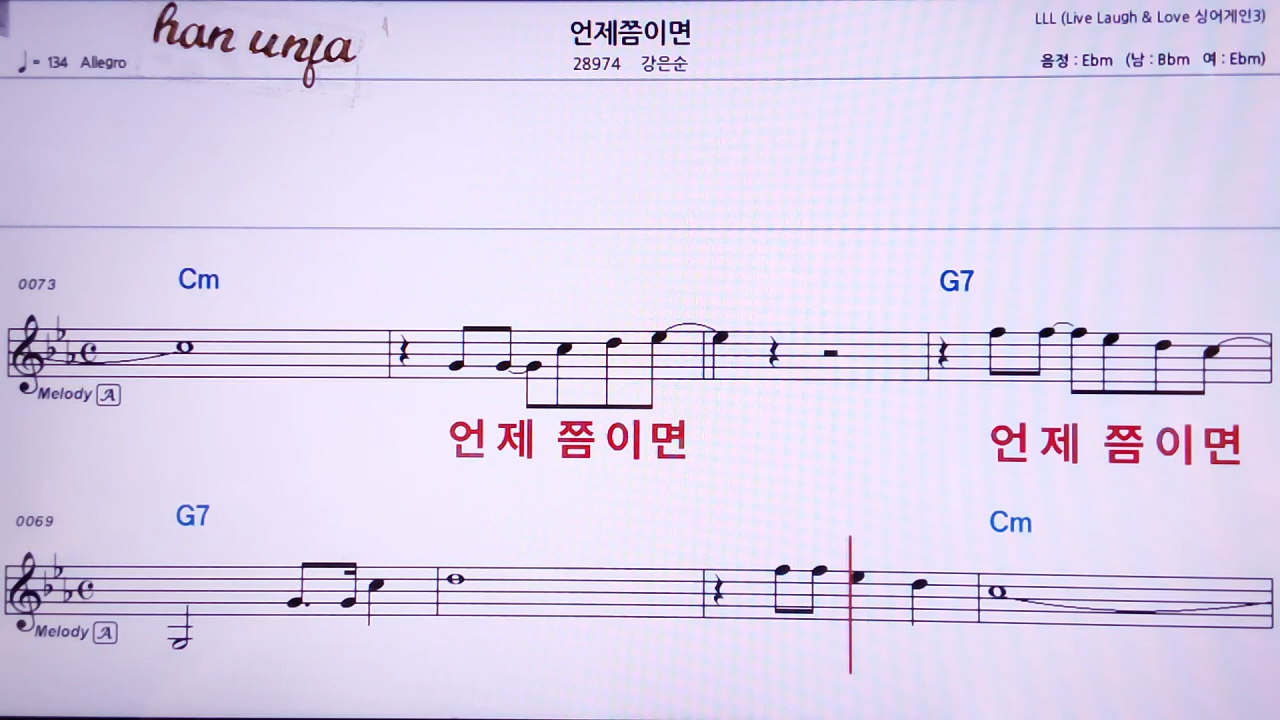 han unja
언제쯤이면
LLL (Live Laugh & Love 싱어게인3)
♩= 134 Allegro
28974 강은순
음정 : Ebm (남 : Bbm 여 : Ebm)
0073
Cm
G7
Melody A
언제 쯤이면 언제 쯤이면
0069
G7
Cm
Melody A